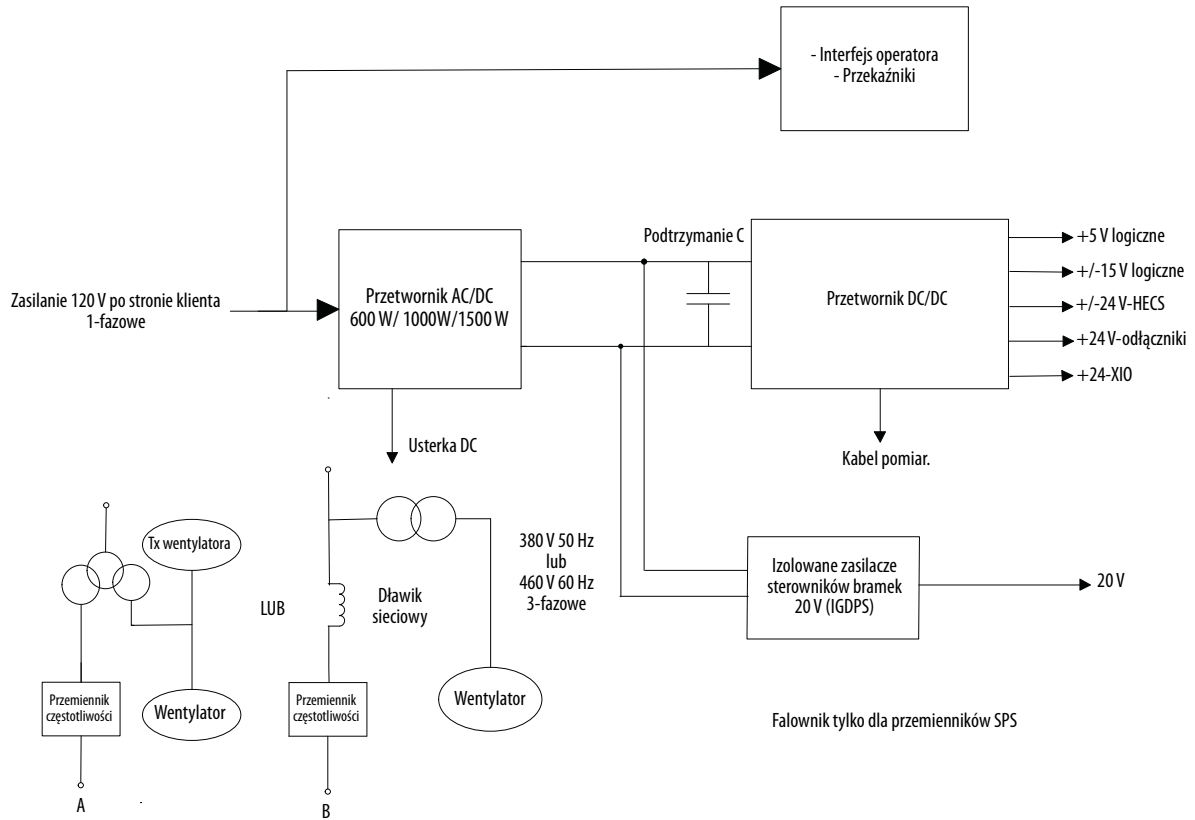 - Interfejs operatora
- Przekaźniki
Podtrzymanie C
+5 V logiczne
+/-15 V logiczne
+/-24 V-HECS
+24 V-odłączniki
+24-XIO
Zasilanie 120 V po stronie klienta
1-fazowe
Przetwornik AC/DC
600 W/ 1000W/1500 W
Przetwornik DC/DC
Usterka DC
Kabel pomiar.
Tx wentylatora
380 V 50 Hz
lub
460 V 60 Hz
3-fazowe
Izolowane zasilacze
sterowników bramek
20 V (IGDPS)
20 V
LUB
Dławik
sieciowy
Przemiennik
częstotliwości
Wentylator
Przemiennik
częstotliwości
Wentylator
Falownik tylko dla przemienników SPS
A
B